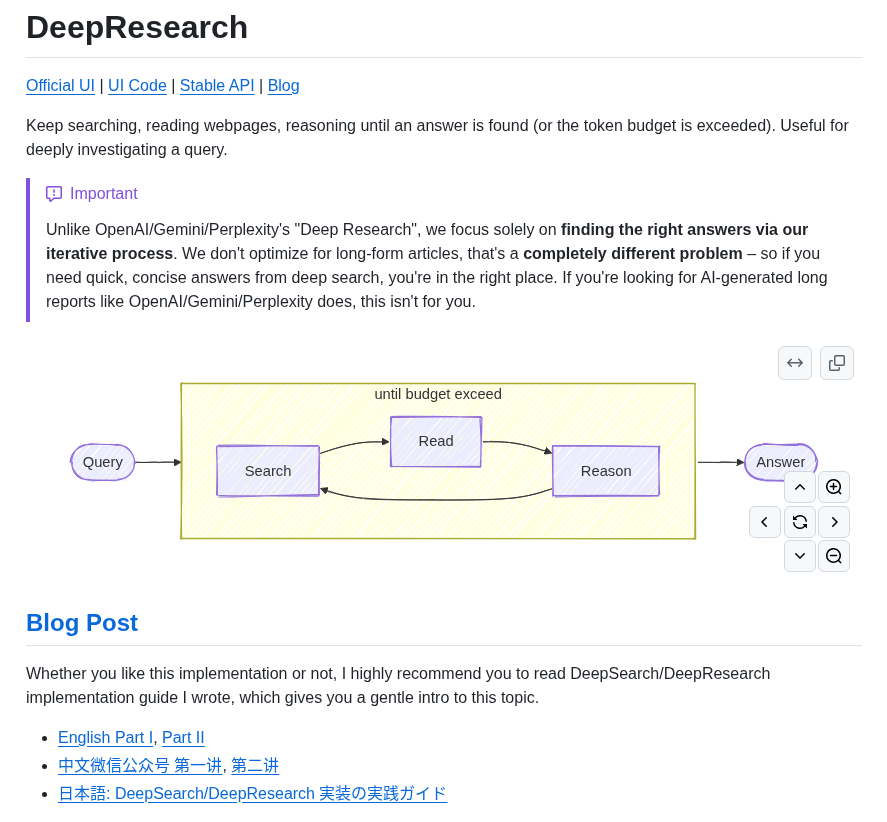 DeepResearch
Official UI | UI Code | Stable API | Blog
Keep searching, reading webpages, reasoning until an answer is found (or the token budget is exceeded). Useful for
deeply investigating a query.
Important
Unlike OpenAI/Gemini/Perplexity's "Deep Research", we focus solely on finding the right answers via our
iterative process. We don't optimize for long-form articles, that's a completely different problem – so if you
need quick, concise answers from deep search, you're in the right place. If you're looking for AI-generated long
reports like OpenAI/Gemini/Perplexity does, this isn't for you.
until budget exceed
Query
Search
Read
Reason
Answer
Blog Post
Whether you like this implementation or not, I highly recommend you to read DeepSearch/DeepResearch
implementation guide I wrote, which gives you a gentle intro to this topic.
English Part I, Part II
中文微信公众号 第一讲, 第二讲
日本語: DeepSearch/DeepResearch 実装の実践ガイド